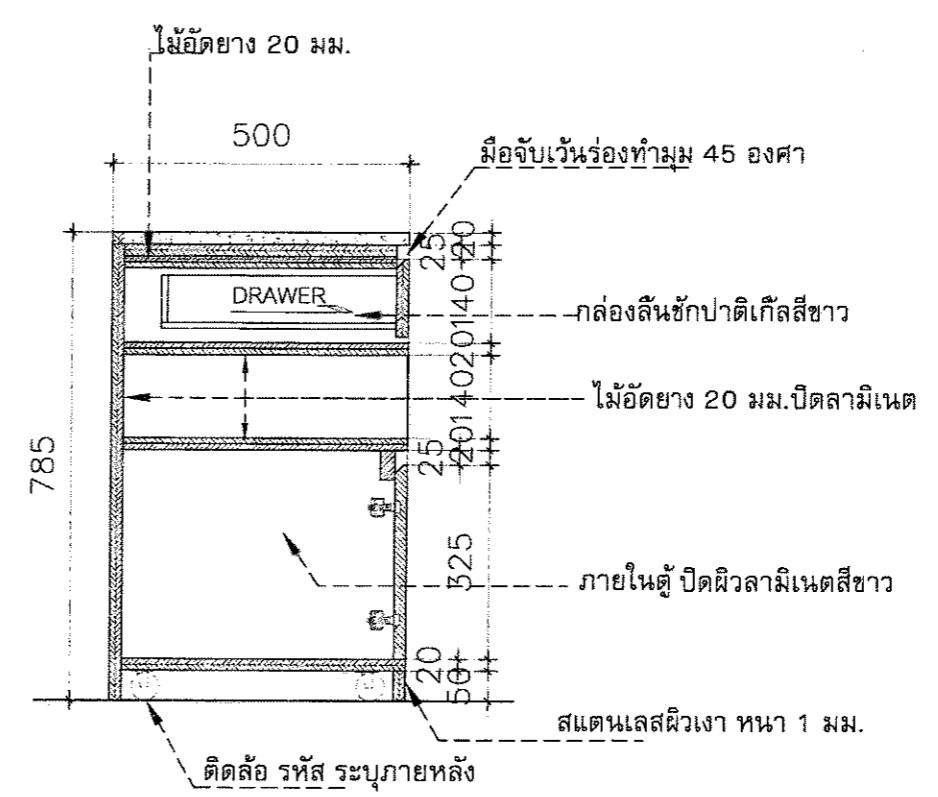 ไม้อัดยาง 20 มม.
500
มือจับเว้นร่องทำมุม 45 องศา
20
25
DRAWER
140
กล่องลิ้นชักปาติเกิ้ลสีขาว
20
140
ไม้อัดยาง 20 มม.ปิดลามิเนต
20
25
785
325
ภายในตู้ ปิดผิวลามิเนตสีขาว
20
50
สแตนเลสผิวเงา หนา 1 มม.
ติดล้อ รหัส ระบุภายหลัง